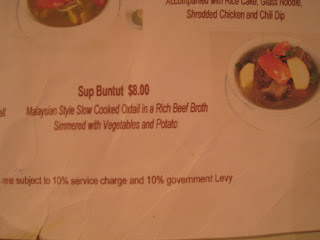 Accompanied with Rice Cake, Glass Noodle,
Shredded Chicken and Chili Dip
Sup Buntut $8.00
Malaysian Style Slow Cooked Oxtail in a Rich Beef Broth
Simmered with Vegetables and Potato
are subject to 10% service charge and 10% government Levy